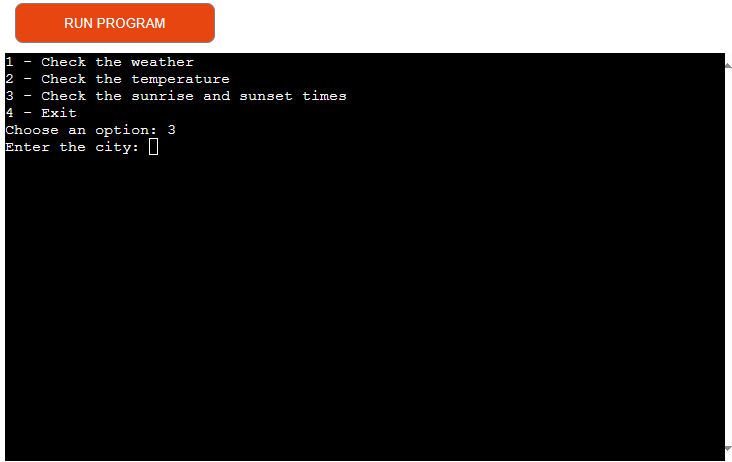 RUN PROGRAM
1 - Check the weather
2 - Check the temperature
3 - Check the sunrise and sunset times
4 - Exit
Choose an option: 3
Enter the city: